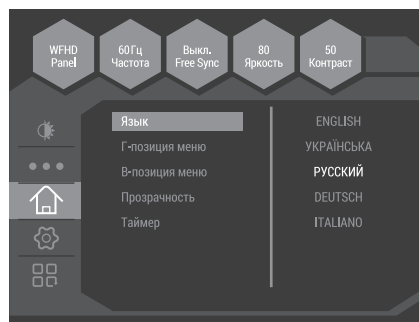 WFHD
Panel
60Гц
Частота
Выкл.
Free Sync
80
Яркость
50
Контраст
Язык
Г-позиция меню
В-позиция меню
Прозрачность
Таймер
ENGLISH
УКРАЇНСЬКА
РУССКИЙ
DEUTSCH
ITALIANO